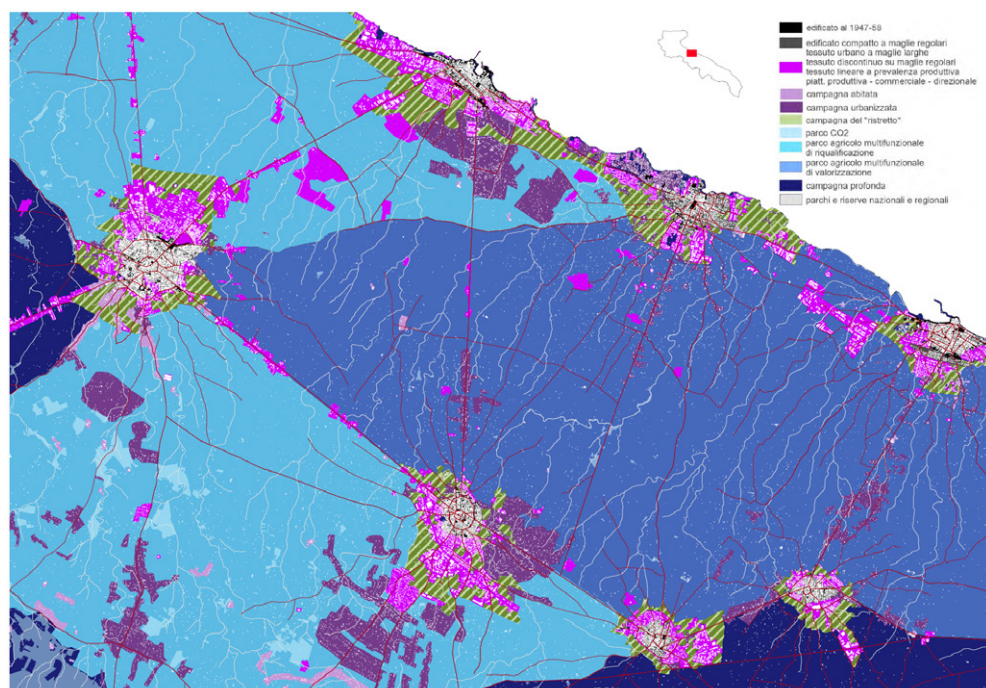 edificato al 1947-58
edificato compatto a maglie regolari
tessuto urbano a maglie larghe
tessuto discontinuo su maglie regolari
tessuto lineare a prevalenza produttiva
piatt. produttiva - commerciale - direzionale
campagna abitata
campagna urbanizzata
campagna del "ristretto"
parco CO2
parco agricolo multifunzionale
di riqualificazione
parco agricolo multifunzionale
di valorizzazione
campagna profonda
parchi e riserve nazionali e regionali